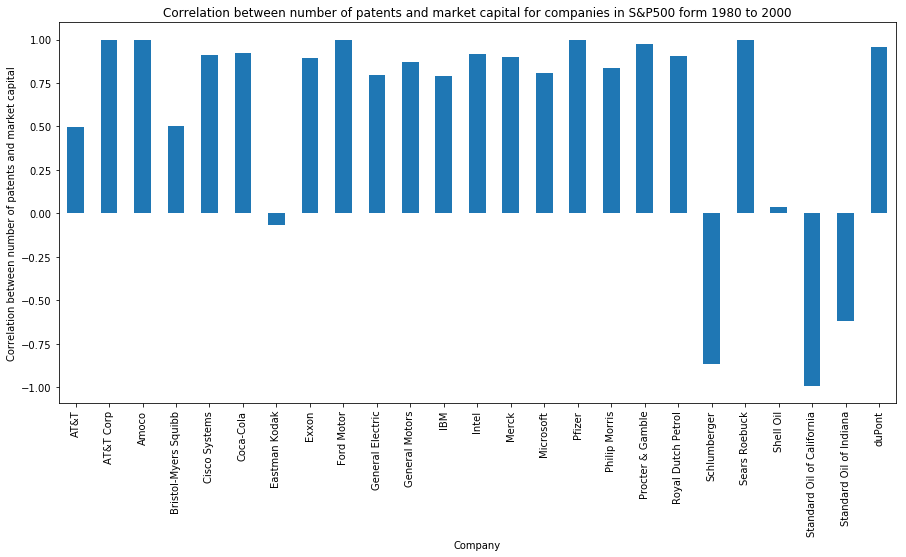 Correlation between number of patents and market capital for companies in S&P500 form 1980 to 2000
Correlation between number of patents and market capital
1.00
0.75
0.50
0.25
0.00
−0.25
−0.50
−0.75
−1.00
AT&T
AT&T Corp
Amoco
Bristol-Myers Squibb
Cisco Systems
Coca-Cola
Eastman Kodak
Exxon
Ford Motor
General Electric
General Motors
IBM
Intel
Merck
Microsoft
Pfizer
Philip Morris
Procter & Gamble
Royal Dutch Petrol
Schlumberger
Sears Roebuck
Shell Oil
Standard Oil of California
Standard Oil of Indiana
duPont
Company